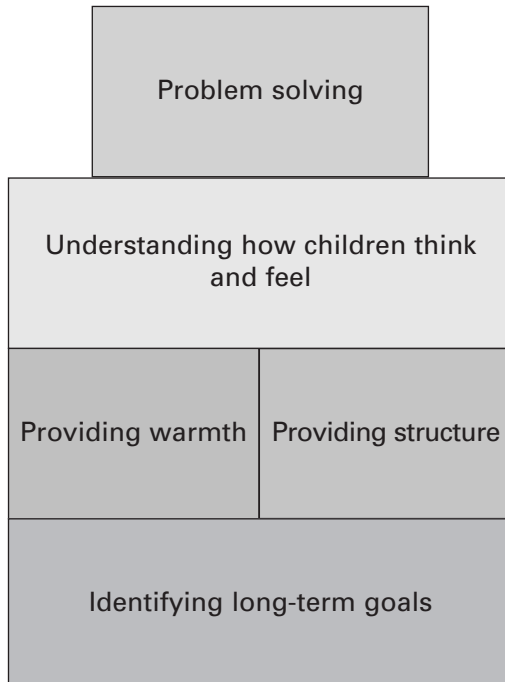 Problem solving
Understanding how children think
and feel
Providing warmth
Providing structure
Identifying long-term goals